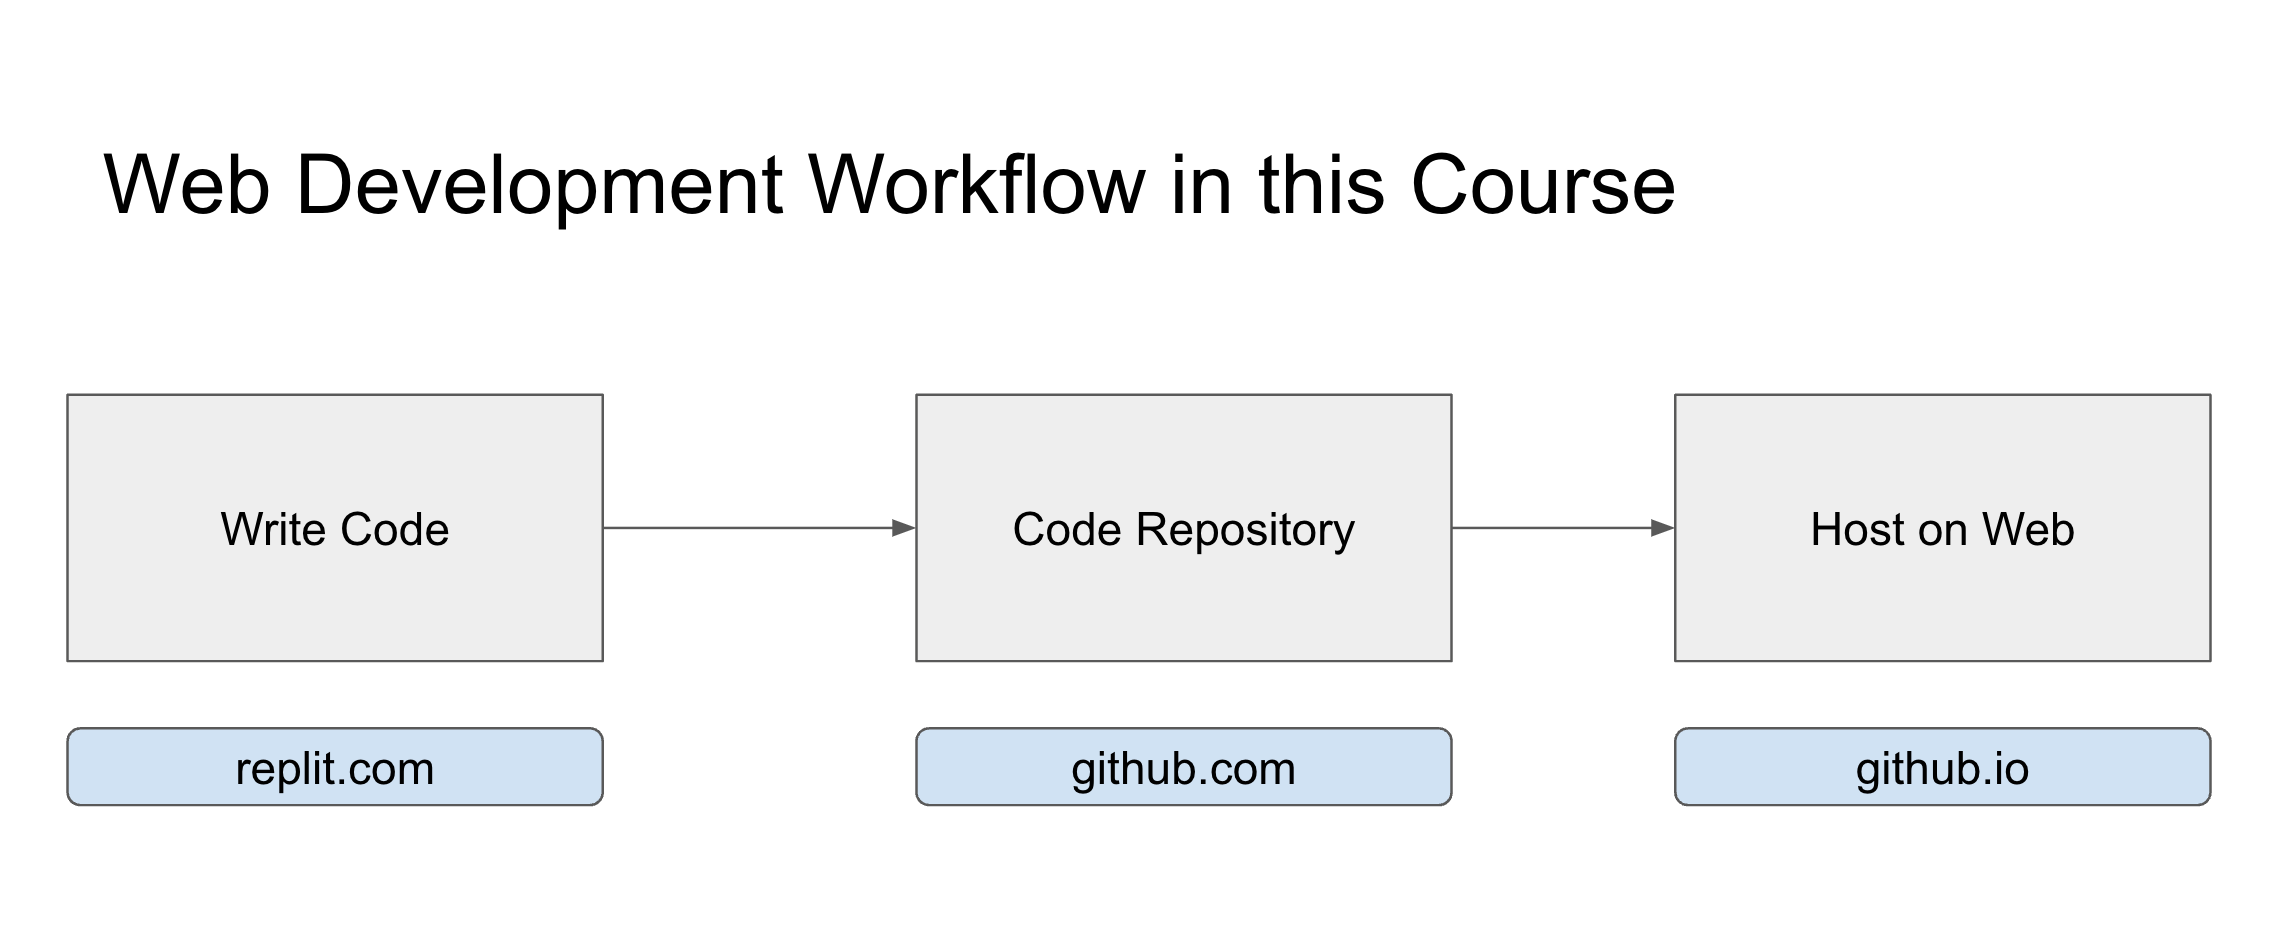 Web Development Workflow in this Course
Write Code
Code Repository
Host on Web
replit.com
github.com
github.io